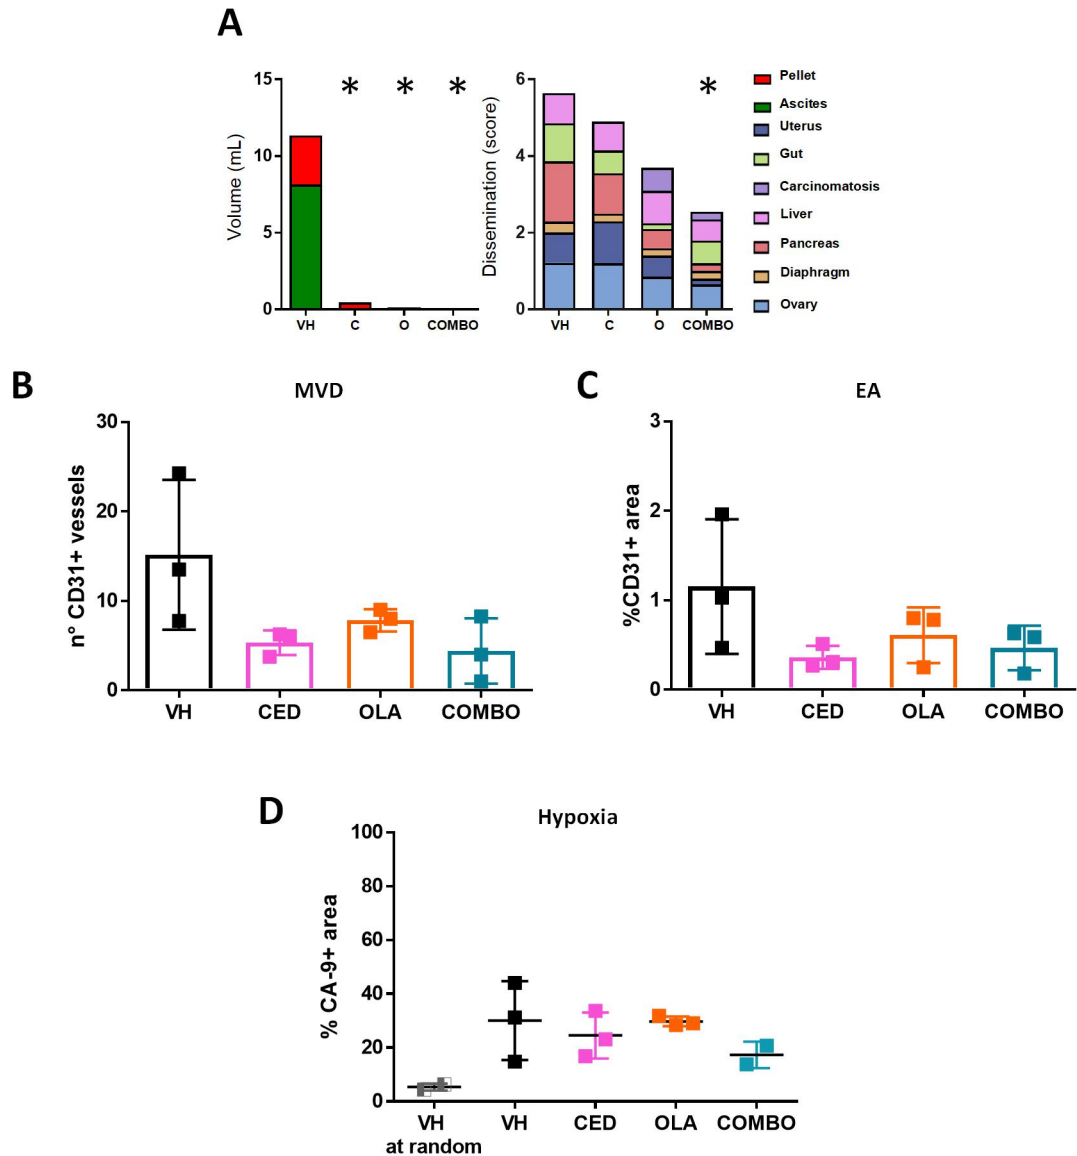 A
Volume (mL)
15
10
5
0
VH
C
O
COMBO
*
*
*
Dissemination (score)
6
4
2
0
VH
C
O
COMBO
*
Pellet
Ascites
Uterus
Gut
Carcinomatosis
Liver
Pancreas
Diaphragm
Ovary
B
MVD
n° CD31+ vessels
30
20
10
0
VH
CED
OLA
COMBO
C
EA
%CD31+ area
3
2
1
0
VH
CED
OLA
COMBO
D
Hypoxia
% CA-9+ area
100
80
60
40
20
0
VH
at random
VH
CED
OLA
COMBO